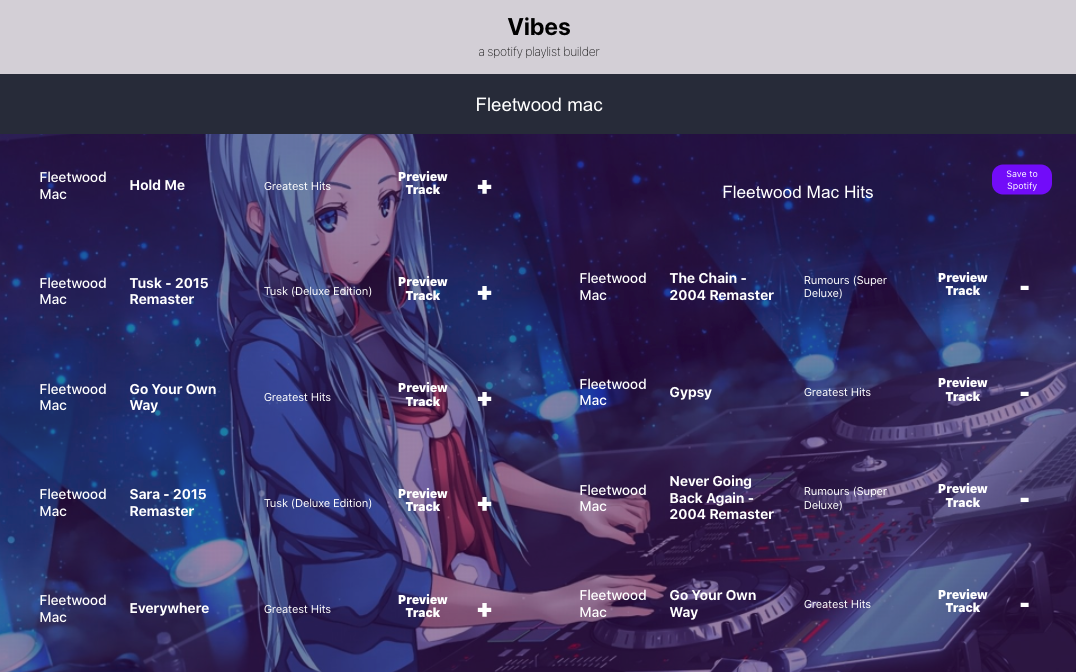 Vibes
a spotify playlist builder
Fleetwood mac
Fleetwood
Mac
Hold Me
Greatest Hits
Preview
Track
+
Fleetwood
Mac
Tusk - 2015
Remaster
Tusk (Deluxe Edition)
Preview
Track
+
Fleetwood
Mac
Go Your Own
Way
Greatest Hits
Preview
Track
+
Fleetwood
Mac
Sara - 2015
Remaster
Tusk (Deluxe Edition)
Preview
Track
+
Fleetwood
Mac
Everywhere
Greatest Hits
Preview
Track
+
Fleetwood Mac Hits
Save to
Spotify
Fleetwood
Mac
The Chain -
2004 Remaster
Rumours (Super
Deluxe)
Preview
Track
-
Fleetwood
Mac
Gypsy
Greatest Hits
Preview
Track
-
Fleetwood
Mac
Never Going
Back Again -
2004 Remaster
Rumours (Super
Deluxe)
Preview
Track
-
Fleetwood
Mac
Go Your Own
Way
Greatest Hits
Preview
Track
-